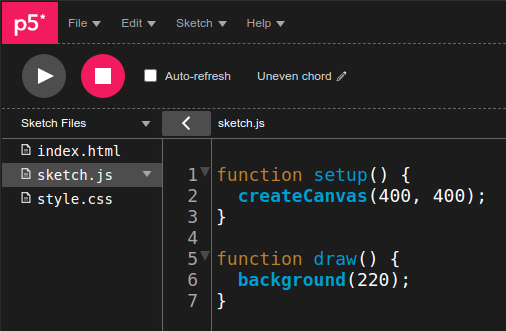 p5* File Edit Sketch Help
Auto-refresh Uneven chord
Sketch Files sketch.js
index.html
sketch.js
style.css
1 function setup() {
2   createCanvas(400, 400);
3 }
4
5 function draw() {
6   background(220);
7 }